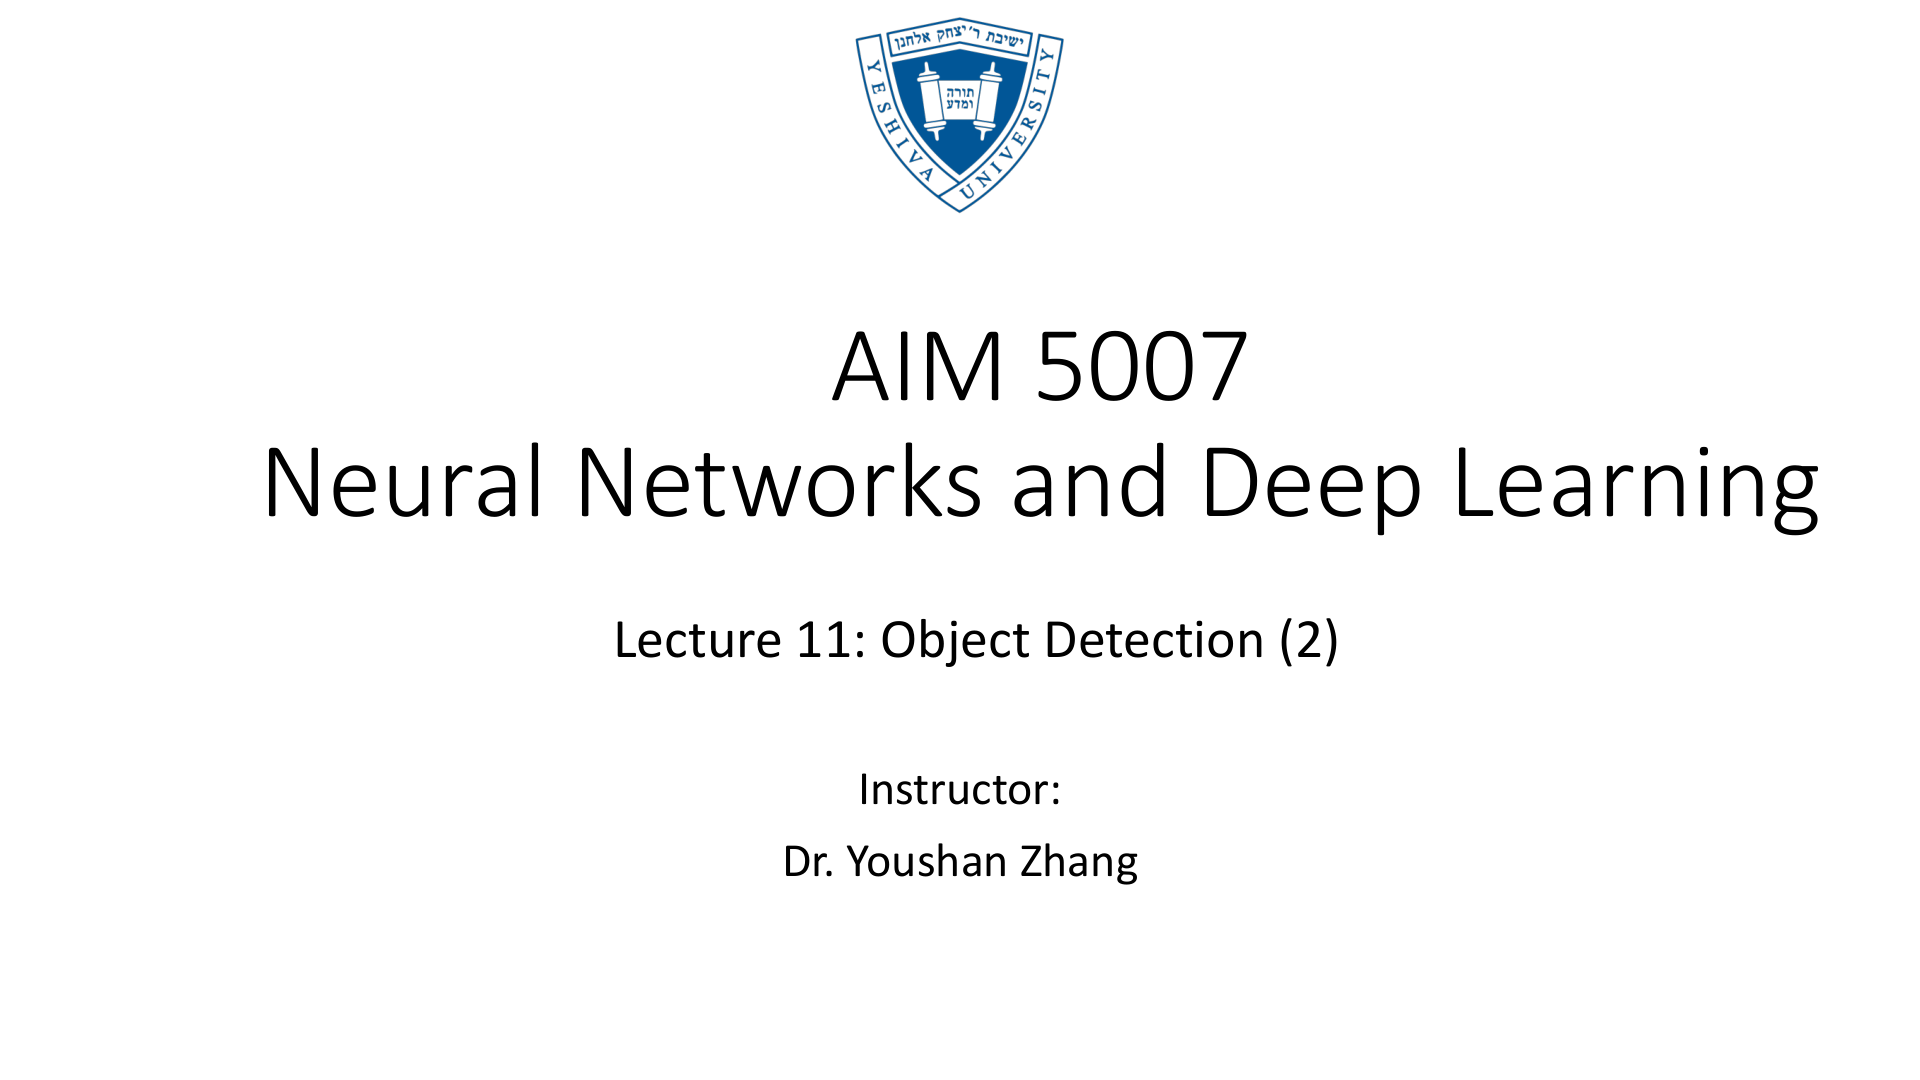 ישיבת ר' יצחק אלחנן
YESHIVA
UNIVERSITY
תורה
ומדע
AIM 5007
Neural Networks and Deep Learning
Lecture 11: Object Detection (2)
Instructor:
Dr. Youshan Zhang